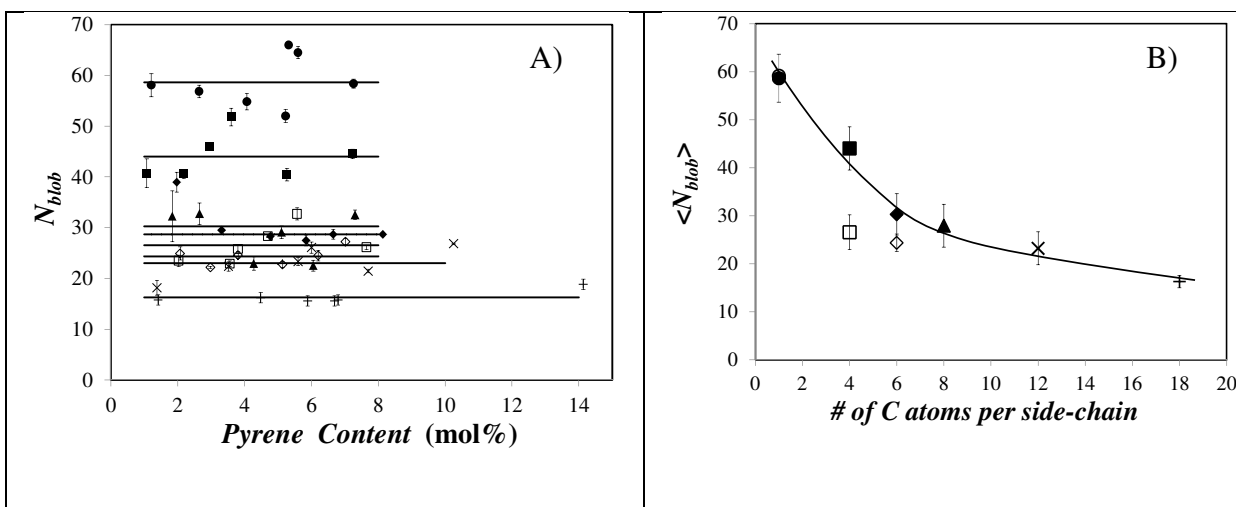 A)
70
60
50
40
30
20
10
0
N_blob
0 2 4 6 8 10 12 14
Pyrene Content (mol%)
B)
70
60
50
40
30
20
10
0
<N_blob>
0 2 4 6 8 10 12 14 16 18 20
# of C atoms per side-chain